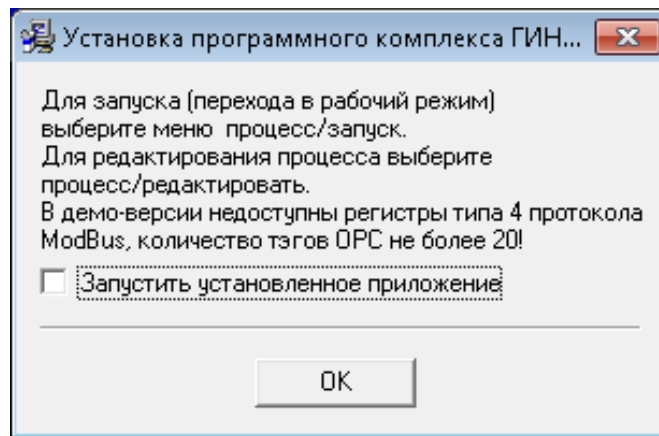 Установка программного комплекса ГИН...
Для запуска (перехода в рабочий режим)
выберите меню процесс/запуск.
Для редактирования процесса выберите
процесс/редактировать.
В демо-версии недоступны регистры типа 4 протокола
ModBus, количество тэгов OPC не более 20!
Запустить установленное приложение
OK